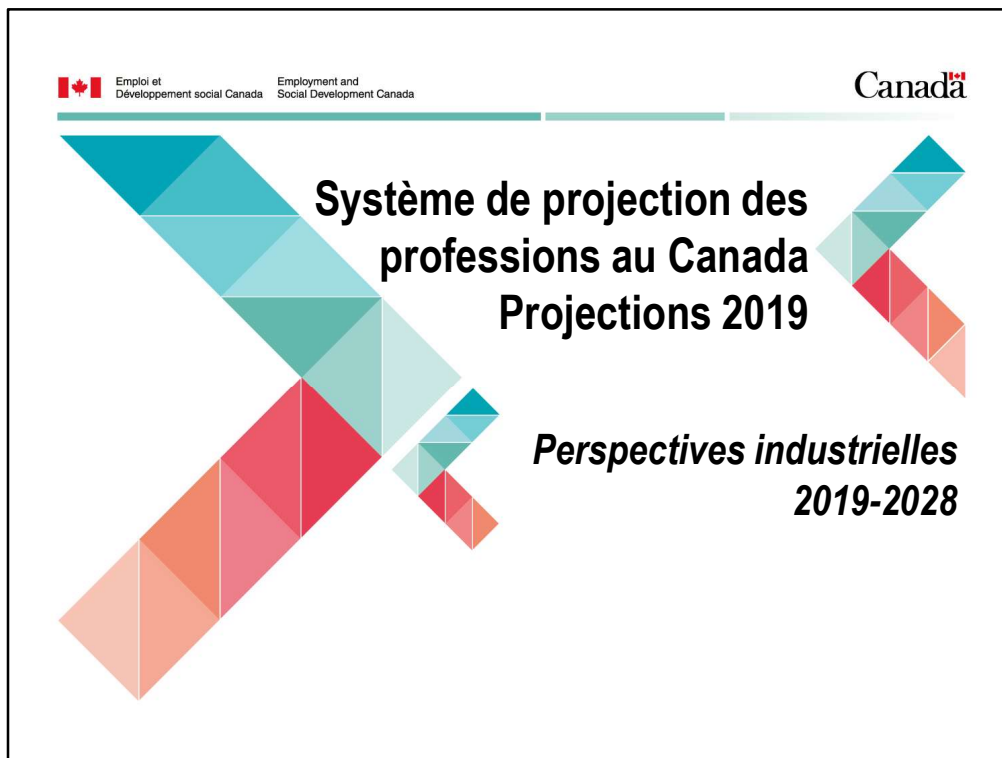 Emploi et
Développement social Canada
Employment and
Social Development Canada
Canada
Système de projection des
professions au Canada
Projections 2019
Perspectives industrielles
2019-2028